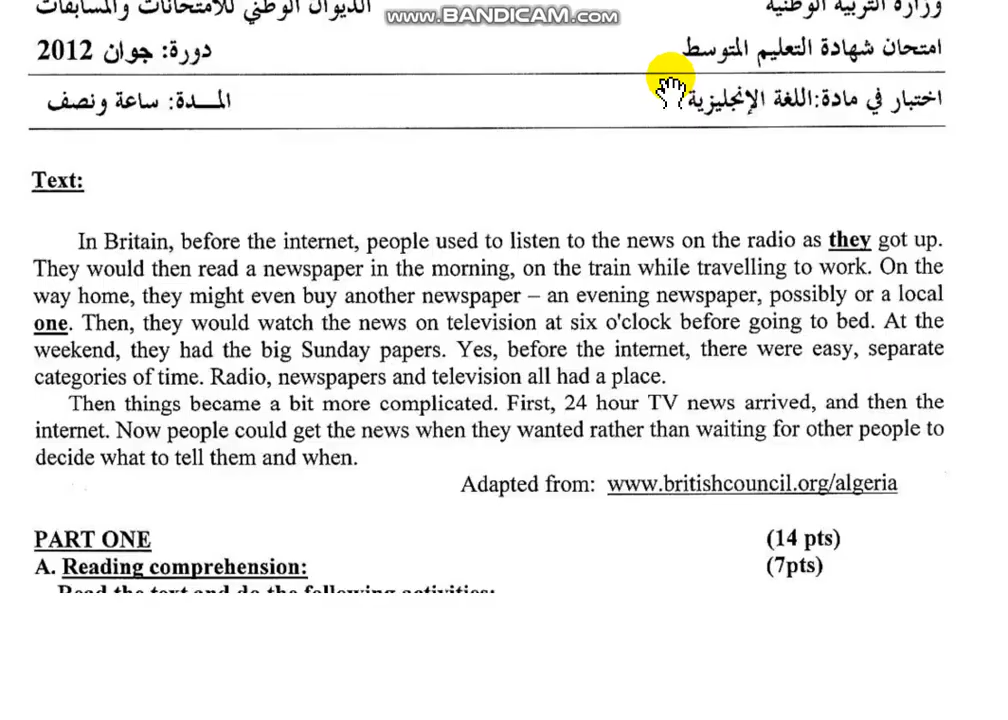 الديوان الوطني للامتحانات والمسابقات
وزارة التربية الوطنية
www.BANDICAM.com
امتحان شهادة التعليم المتوسط
دورة: جوان 2012
اختبار في مادة:اللغة الإنجليزية
المــدة: ساعة ونصف
Text:
In Britain, before the internet, people used to listen to the news on the radio as they got up.
They would then read a newspaper in the morning, on the train while travelling to work. On the
way home, they might even buy another newspaper – an evening newspaper, possibly or a local
one. Then, they would watch the news on television at six o'clock before going to bed. At the
weekend, they had the big Sunday papers. Yes, before the internet, there were easy, separate
categories of time. Radio, newspapers and television all had a place.
Then things became a bit more complicated. First, 24 hour TV news arrived, and then the
internet. Now people could get the news when they wanted rather than waiting for other people to
decide what to tell them and when.
Adapted from: www.britishcouncil.org/algeria
PART ONE (14 pts)
A. Reading comprehension: (7pts)
Read the text and do the following activities: